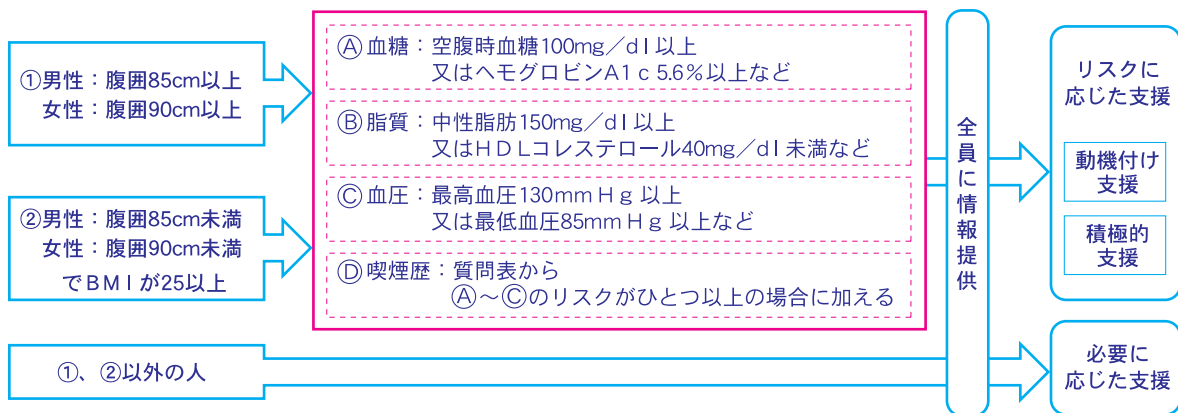 ①男性：腹囲85cm以上
女性：腹囲90cm以上
②男性：腹囲85cm未満
女性：腹囲90cm未満
でBMIが25以上
①、②以外の人
Ⓐ血糖：空腹時血糖100mg／dl以上
又はヘモグロビンA1c 5.6％以上など
Ⓑ脂質：中性脂肪150mg／dl以上
又はHDLコレステロール40mg／dl未満など
Ⓒ血圧：最高血圧130mmHg以上
又は最低血圧85mmHg以上など
Ⓓ喫煙歴：質問表から
Ⓐ～Ⓒのリスクがひとつ以上の場合に加える
全員に情報提供
リスクに
応じた支援
動機付け
支援
積極的
支援
必要に
応じた支援